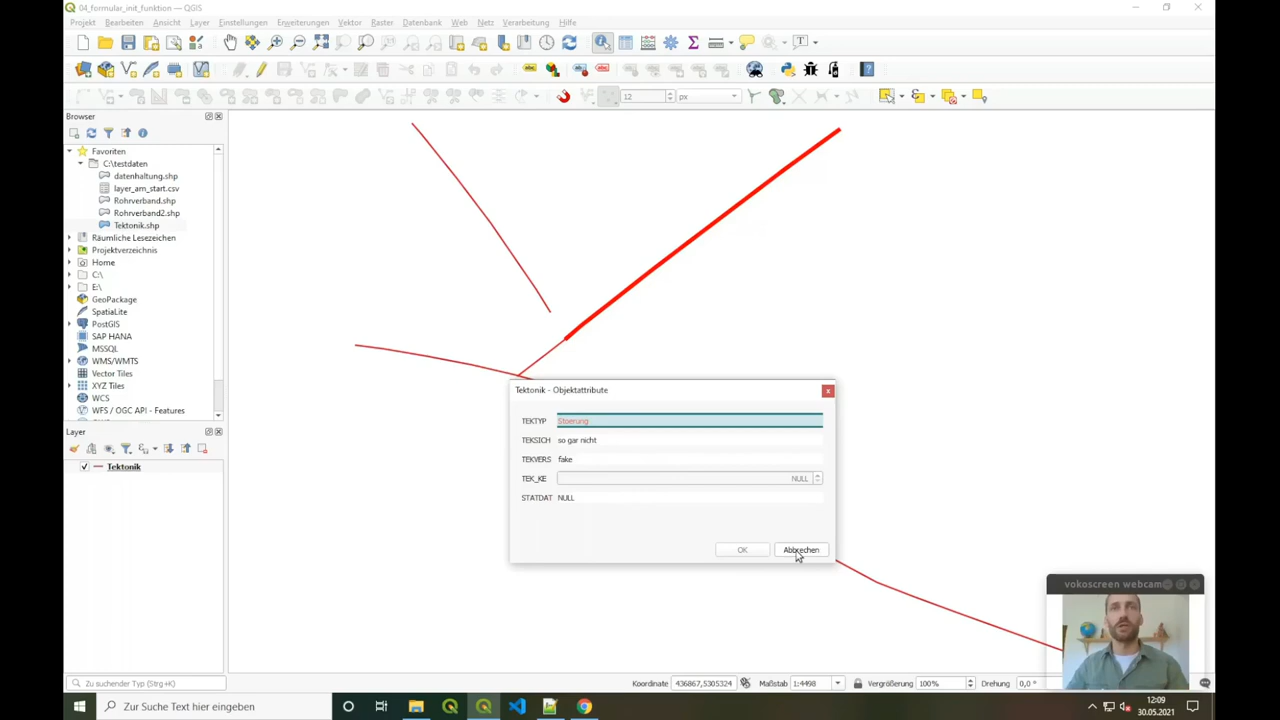 04_formular_init_funktion — QGIS
Projekt Bearbeiten Ansicht Layer Einstellungen Erweiterungen Vektor Raster Datenbank Web Netz Verarbeitung Hilfe
12 px
Browser
Favoriten
C:\testdaten
datenhaltung.shp
layer_am_start.csv
Rohrverband.shp
Rohrverband2.shp
Tektonik.shp
Räumliche Lesezeichen
Projektverzeichnis
Home
C:\
E:\
GeoPackage
SpatiaLite
PostGIS
SAP HANA
MSSQL
WMS/WMTS
Vector Tiles
XYZ Tiles
WCS
WFS / OGC API - Features
Layer
Tektonik
Tektonik - Objektattribute
TEKTYP Stoerung
TEKSICH so gar nicht
TEKVERS fake
TEK_KE NULL
STATDAT NULL
OK Abbrechen
vokoscreen webcam
Zu suchender Typ (Strg+K)
Koordinate 436867,5305324 Maßstab 1:4498 Vergrößerung 100% Drehung 0,0 °
Zur Suche Text hier eingeben
12:09
30.05.2021